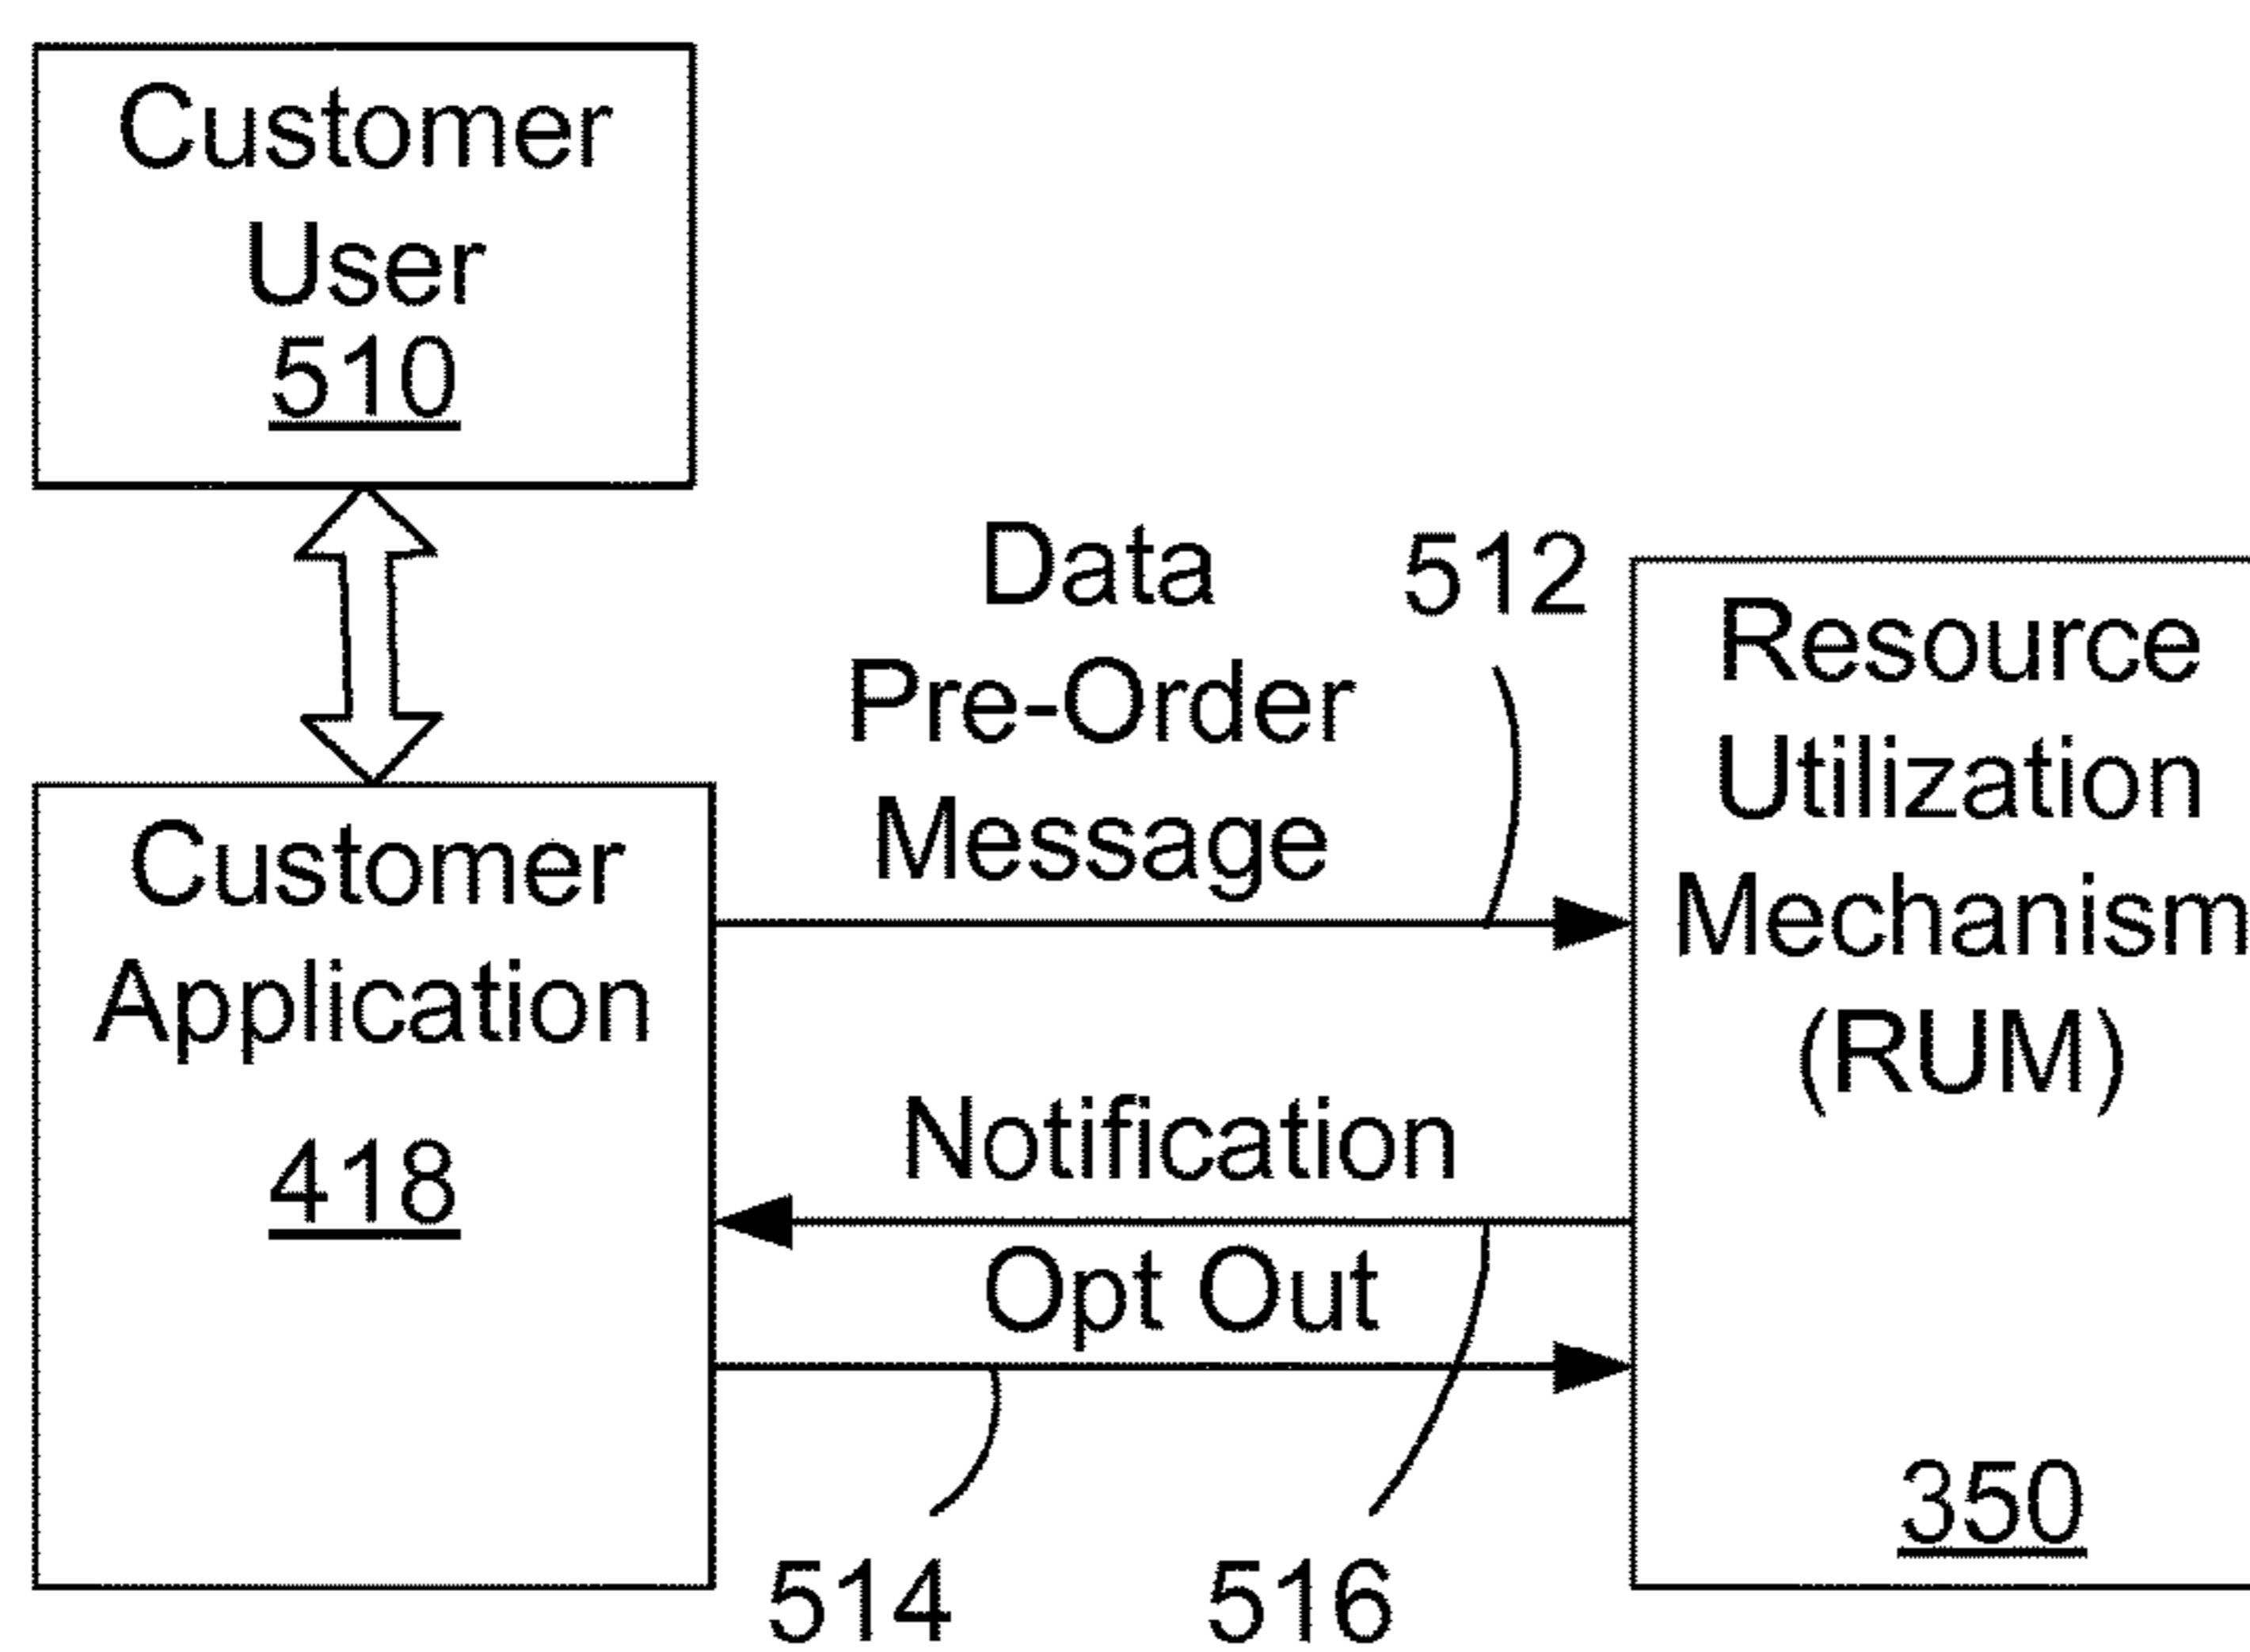 Customer
User
510
Data
Pre-Order
Message
512
Customer
Application
418
Notification
Opt Out
514
516
Resource
Utilization
Mechanism
(RUM)
350